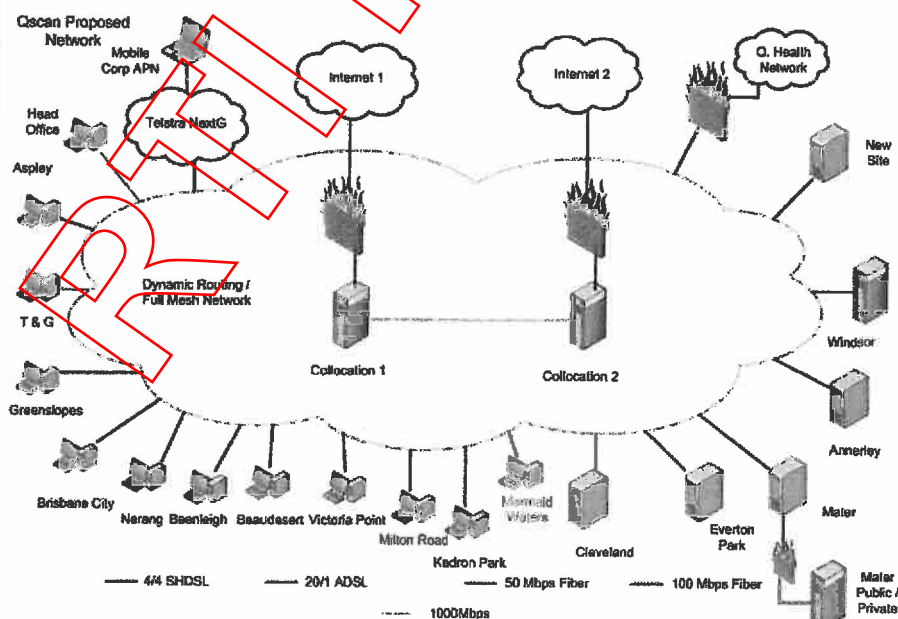 Qscan Proposed
Network
Mobile
Corp APN
Internet 1
Internet 2
Q. Health
Network
Head
Office
Telstra NextG
New
Site
Aspley
Dynamic Routing /
Full Mesh Network
T & G
Windsor
Collocation 1
Collocation 2
Greenslopes
Annerley
Brisbane City
Nerang
Beenleigh
Beaudesert
Victoria Point
Milton Road
Kedron Park
Mermaid
Waters
Cleveland
Everton
Park
Mater
Mater
Public /
Private
4/4 SHDSL
20/1 ADSL
50 Mbps Fiber
100 Mbps Fiber
1000Mbps